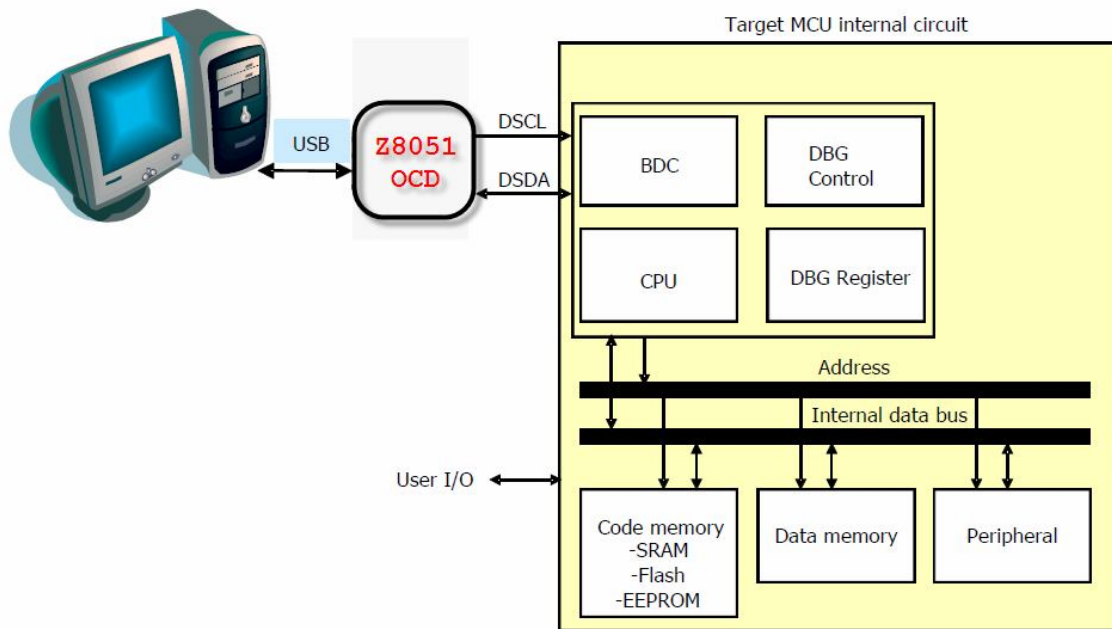 Target MCU internal circuit
USB
Z8051
OCD
DSCL
DSDA
BDC
DBG
Control
CPU
DBG Register
Address
Internal data bus
User I/O
Code memory
-SRAM
-Flash
-EEPROM
Data memory
Peripheral